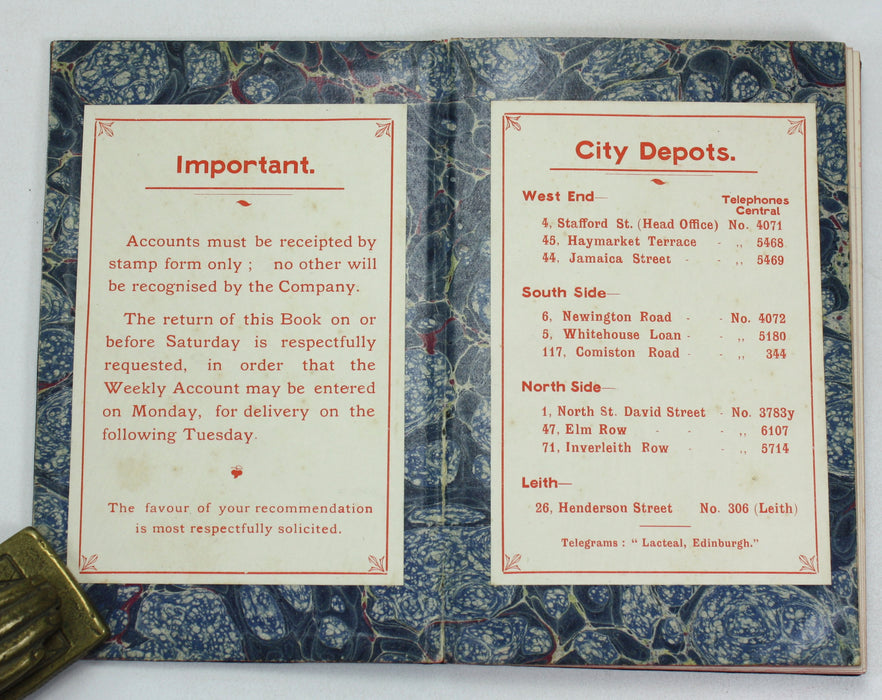 Important.
Accounts must be receipted by
stamp form only ; no other will
be recognised by the Company.
The return of this Book on or
before Saturday is respectfully
requested, in order that the
Weekly Account may be entered
on Monday, for delivery on the
following Tuesday.
The favour of your recommendation
is most respectfully solicited.
City Depots.
West End—
Telephones
Central
4, Stafford St. (Head Office) No. 4071
45, Haymarket Terrace - ,, 5468
44, Jamaica Street - - ,, 5469
South Side—
6, Newington Road - - No. 4072
5, Whitehouse Loan - - ,, 5180
117, Comiston Road - - ,, 344
North Side—
1, North St. David Street - No. 3783y
47, Elm Row - - - ,, 6107
71, Inverleith Row - - ,, 5714
Leith—
26, Henderson Street No. 306 (Leith)
Telegrams : " Lacteal, Edinburgh."